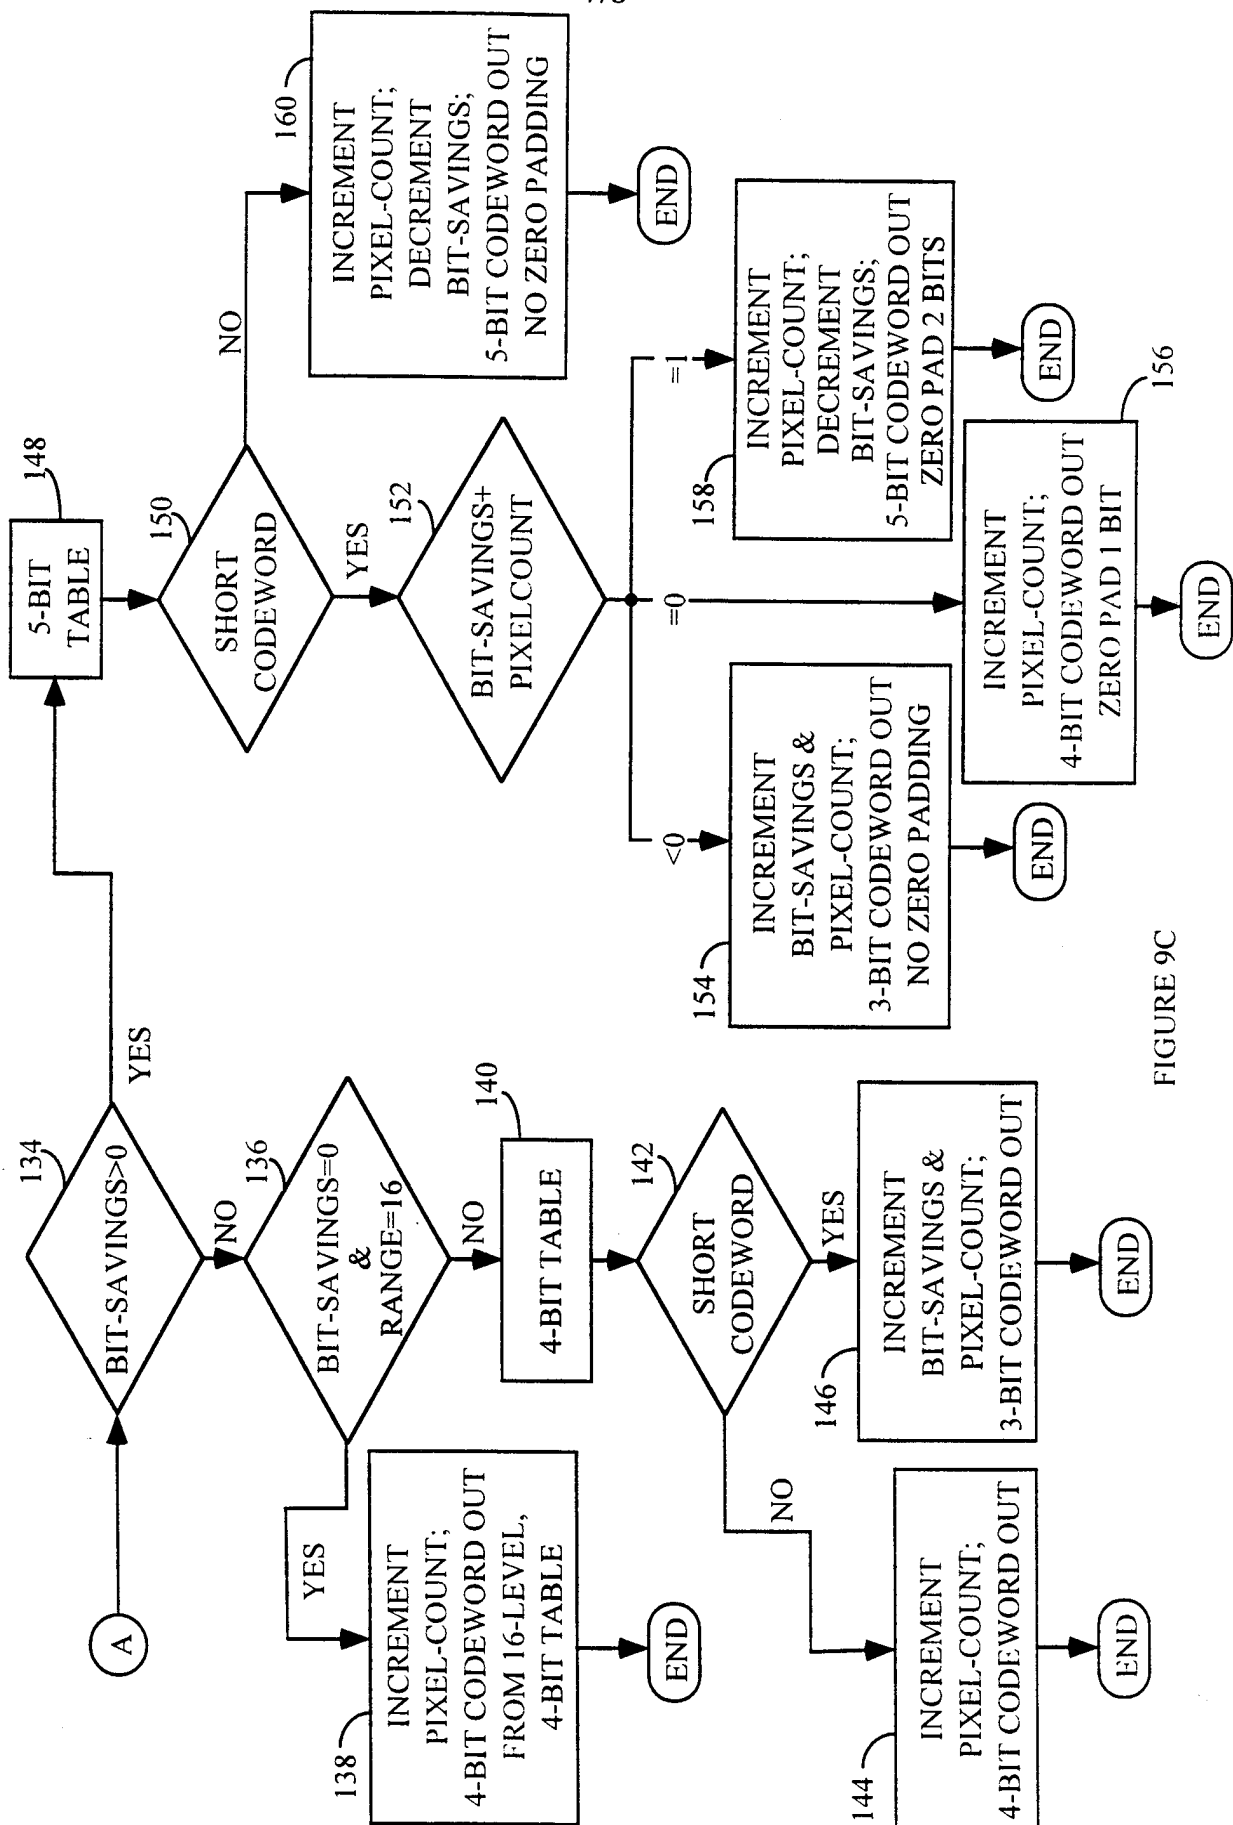 A
134
BIT-SAVINGS>0
YES
NO
136
BIT-SAVINGS=0
&
RANGE=16
YES
NO
138
INCREMENT
PIXEL-COUNT;
4-BIT CODEWORD OUT
FROM 16-LEVEL,
4-BIT TABLE
END
140
4-BIT TABLE
142
SHORT
CODEWORD
NO
YES
144
INCREMENT
PIXEL-COUNT;
4-BIT CODEWORD OUT
END
146
INCREMENT
BIT-SAVINGS &
PIXEL-COUNT;
3-BIT CODEWORD OUT
END
148
5-BIT
TABLE
150
SHORT
CODEWORD
NO
YES
160
INCREMENT
PIXEL-COUNT;
DECREMENT
BIT-SAVINGS;
5-BIT CODEWORD OUT
NO ZERO PADDING
END
152
BIT-SAVINGS+
PIXELCOUNT
<0
=0
=1
154
INCREMENT
BIT-SAVINGS &
PIXEL-COUNT;
3-BIT CODEWORD OUT
NO ZERO PADDING
END
156
INCREMENT
PIXEL-COUNT;
4-BIT CODEWORD OUT
ZERO PAD 1 BIT
END
158
INCREMENT
PIXEL-COUNT;
DECREMENT
BIT-SAVINGS;
5-BIT CODEWORD OUT
ZERO PAD 2 BITS
END
FIGURE 9C